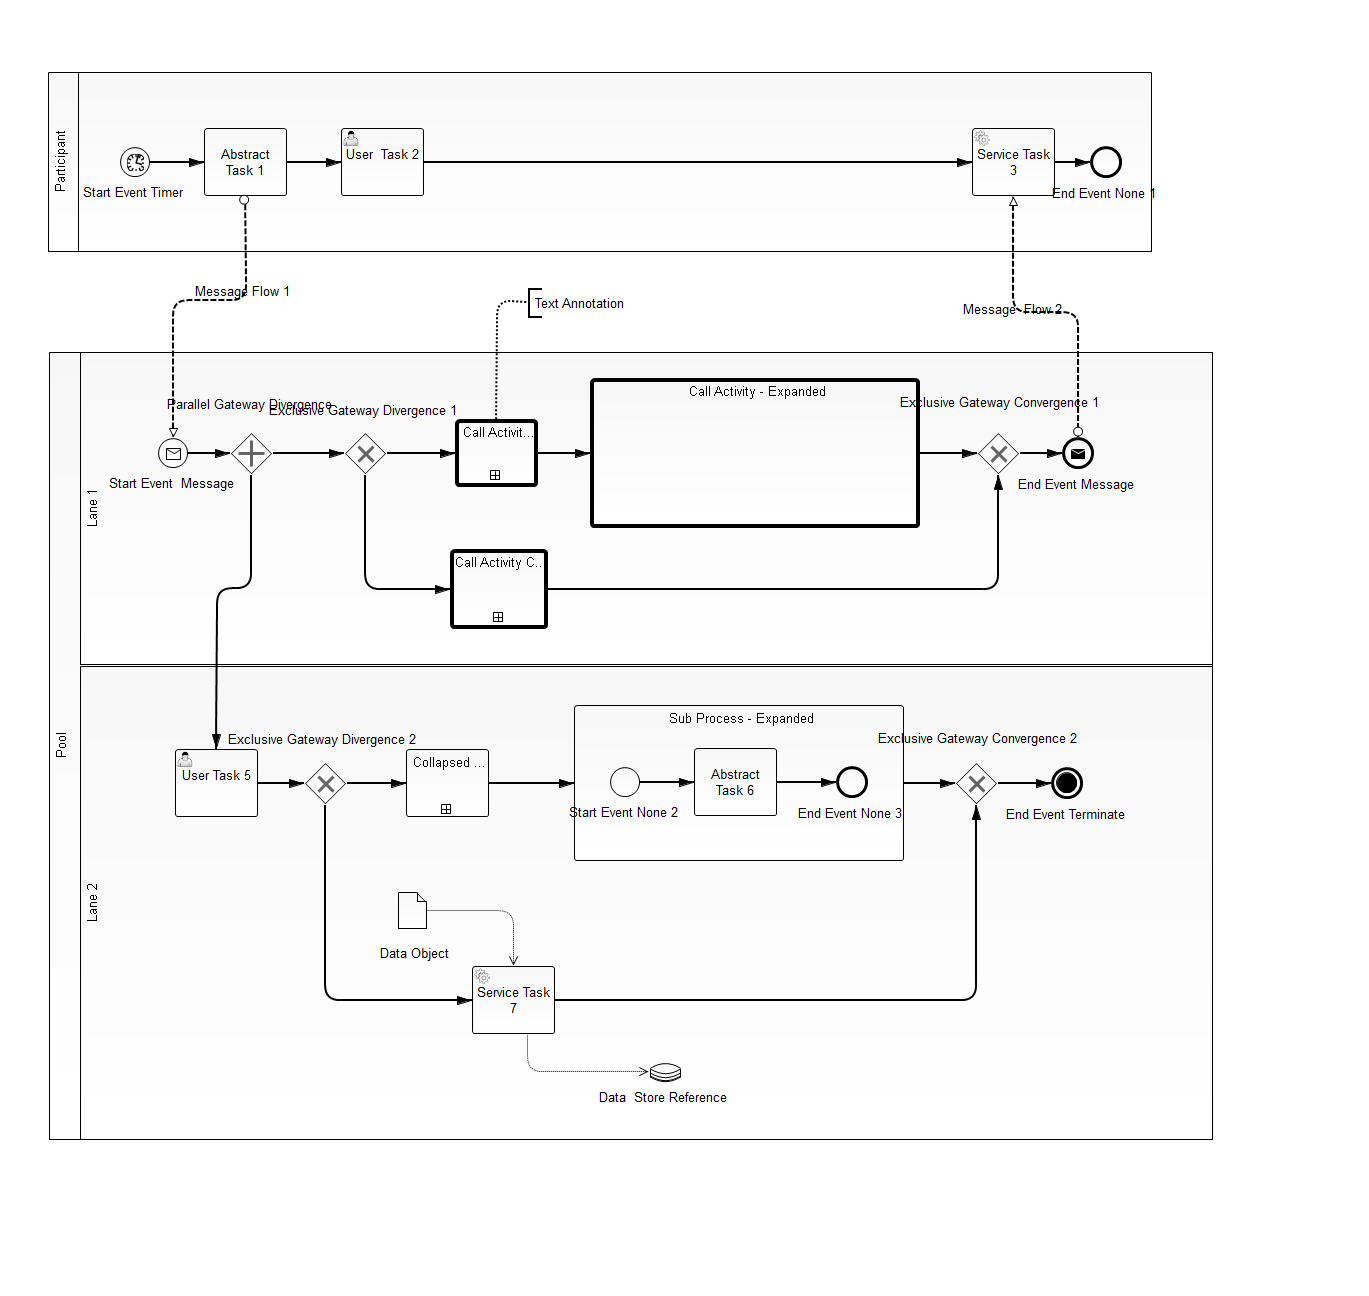 Participant
Abstract
Task 1
User  Task 2
Service Task
3
Start Event Timer
End Event None 1
Message Flow 1
Text Annotation
Message  Flow 2
Pool
Lane 1
Parallel Gateway Divergence
Exclusive Gateway Divergence 1
Call Activit...
Call Activity - Expanded
Exclusive Gateway Convergence 1
Start Event  Message
End Event Message
Call Activity C...
Lane 2
Exclusive Gateway Divergence 2
Sub Process - Expanded
Exclusive Gateway Convergence 2
User Task 5
Collapsed ...
Abstract
Task 6
Start Event None 2
End Event None 3
End Event Terminate
Data Object
Service Task
7
Data  Store Reference